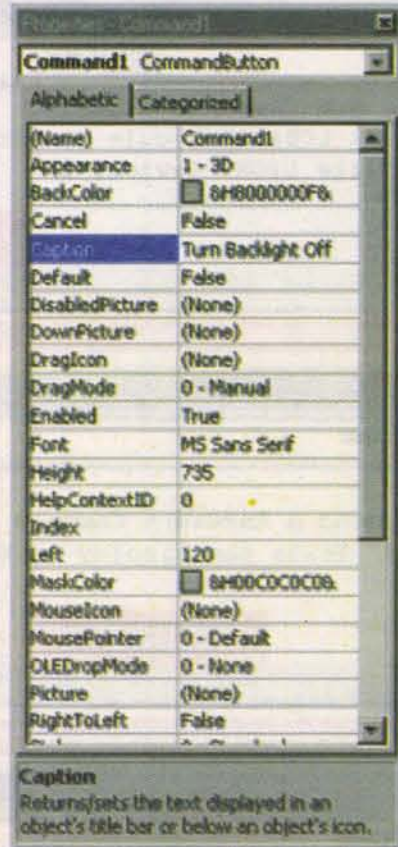 Properties - Command1
Command1 CommandButton
Alphabetic Categorized
(Name) Command1
Appearance 1 - 3D
BackColor &H8000000F&
Cancel False
Caption Turn Backlight Off
Default False
DisabledPicture (None)
DownPicture (None)
DragIcon (None)
DragMode 0 - Manual
Enabled True
Font MS Sans Serif
Height 735
HelpContextID 0
Index
Left 120
MaskColor &H00C0C0C0&
MouseIcon (None)
MousePointer 0 - Default
OLEDropMode 0 - None
Picture (None)
RightToLeft False
Caption
Returns/sets the text displayed in an
object's title bar or below an object's icon.